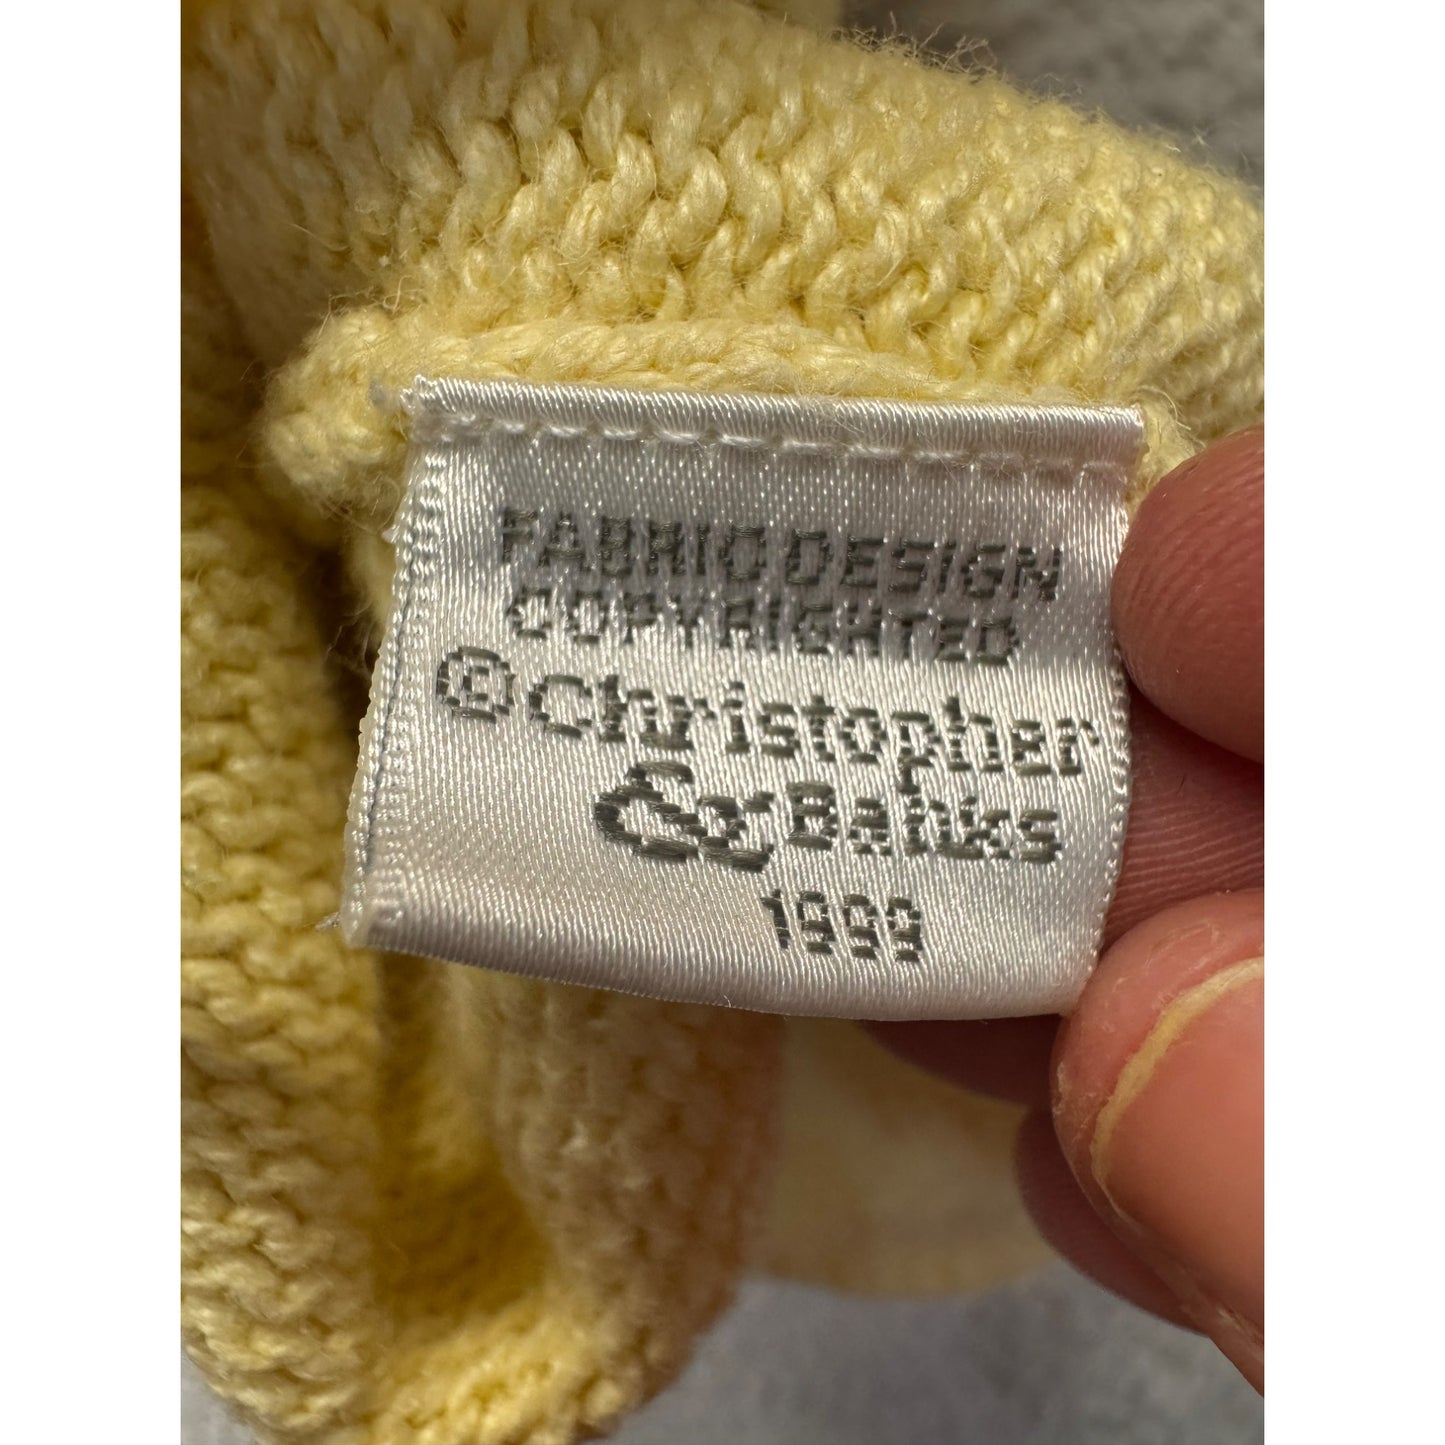 FABRIC DESIGN
COPYRIGHTED
©Christopher
& Banks
1999